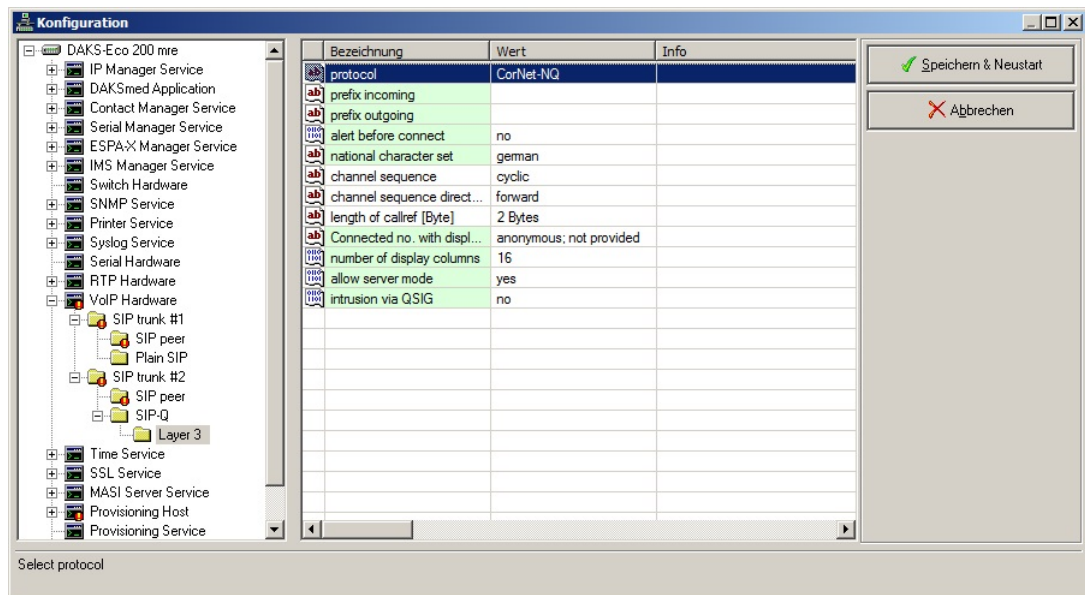 Konfiguration
DAKS-Eco 200 mre
IP Manager Service
DAKSmed Application
Contact Manager Service
Serial Manager Service
ESPA-X Manager Service
IMS Manager Service
Switch Hardware
SNMP Service
Printer Service
Syslog Service
Serial Hardware
RTP Hardware
VoIP Hardware
SIP trunk #1
SIP peer
Plain SIP
SIP trunk #2
SIP peer
SIP-Q
Layer 3
Time Service
SSL Service
MASI Server Service
Provisioning Host
Provisioning Service
Bezeichnung Wert Info
protocol CorNet-NQ
prefix incoming
prefix outgoing
alert before connect no
national character set german
channel sequence cyclic
channel sequence direct... forward
length of callref [Byte] 2 Bytes
Connected no. with displ... anonymous; not provided
number of display columns 16
allow server mode yes
intrusion via QSIG no
Speichern & Neustart
Abbrechen
Select protocol